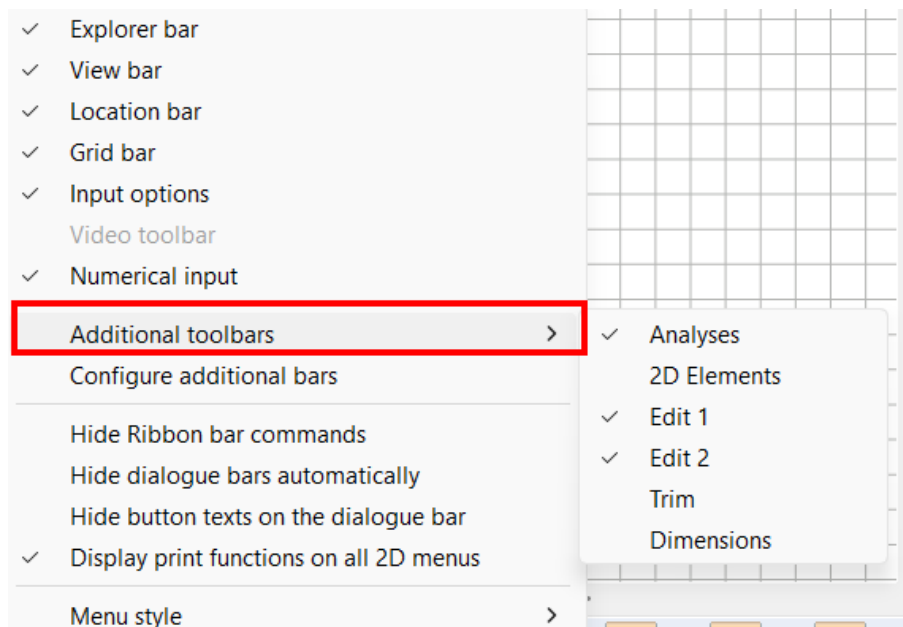 Explorer bar
View bar
Location bar
Grid bar
Input options
Video toolbar
Numerical input
Additional toolbars
Configure additional bars
Hide Ribbon bar commands
Hide dialogue bars automatically
Hide button texts on the dialogue bar
Display print functions on all 2D menus
Menu style
Analyses
2D Elements
Edit 1
Edit 2
Trim
Dimensions